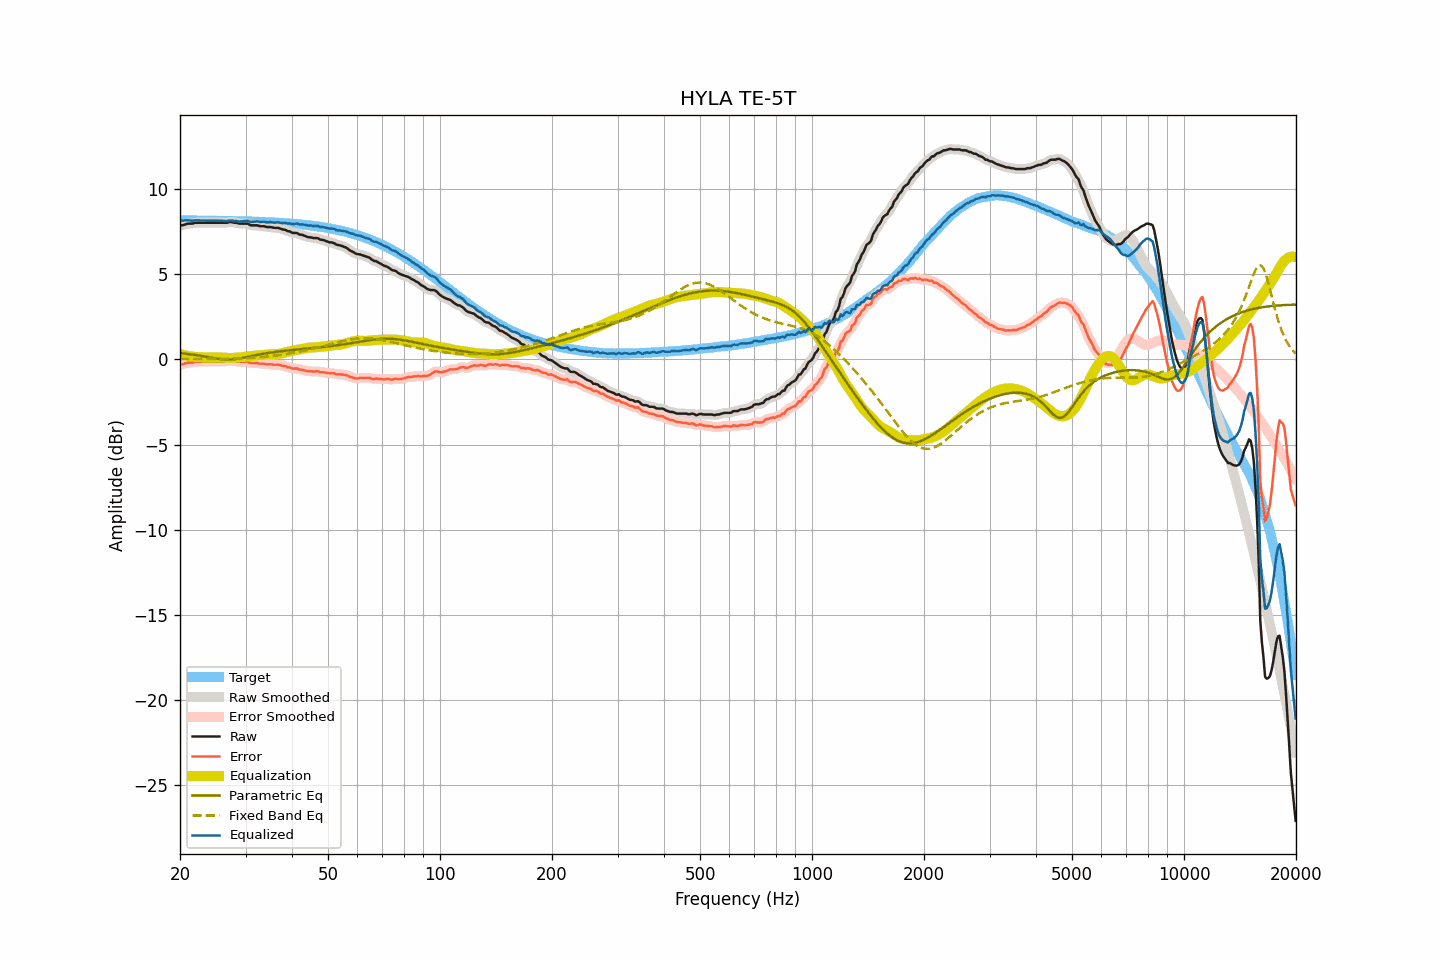 HYLA TE-5T
Amplitude (dBr)
10
5
0
−5
−10
−15
−20
−25
Target
Raw Smoothed
Error Smoothed
Raw
Error
Equalization
Parametric Eq
Fixed Band Eq
Equalized
20 50 100 200 500 1000 2000 5000 10000 20000
Frequency (Hz)